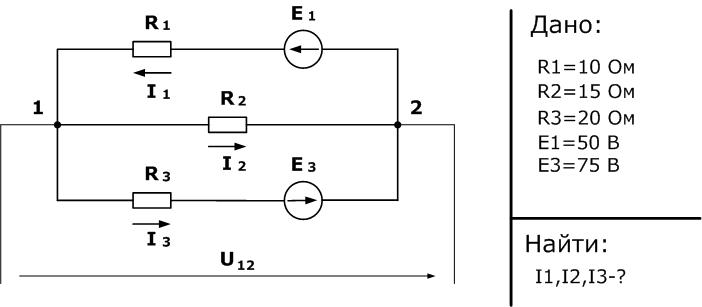 R1 E1
I1
1 R2 2
I2
R3 E3
I3
U12
Дано:
R1=10 Ом
R2=15 Ом
R3=20 Ом
E1=50 В
E3=75 В
Найти:
I1,I2,I3-?